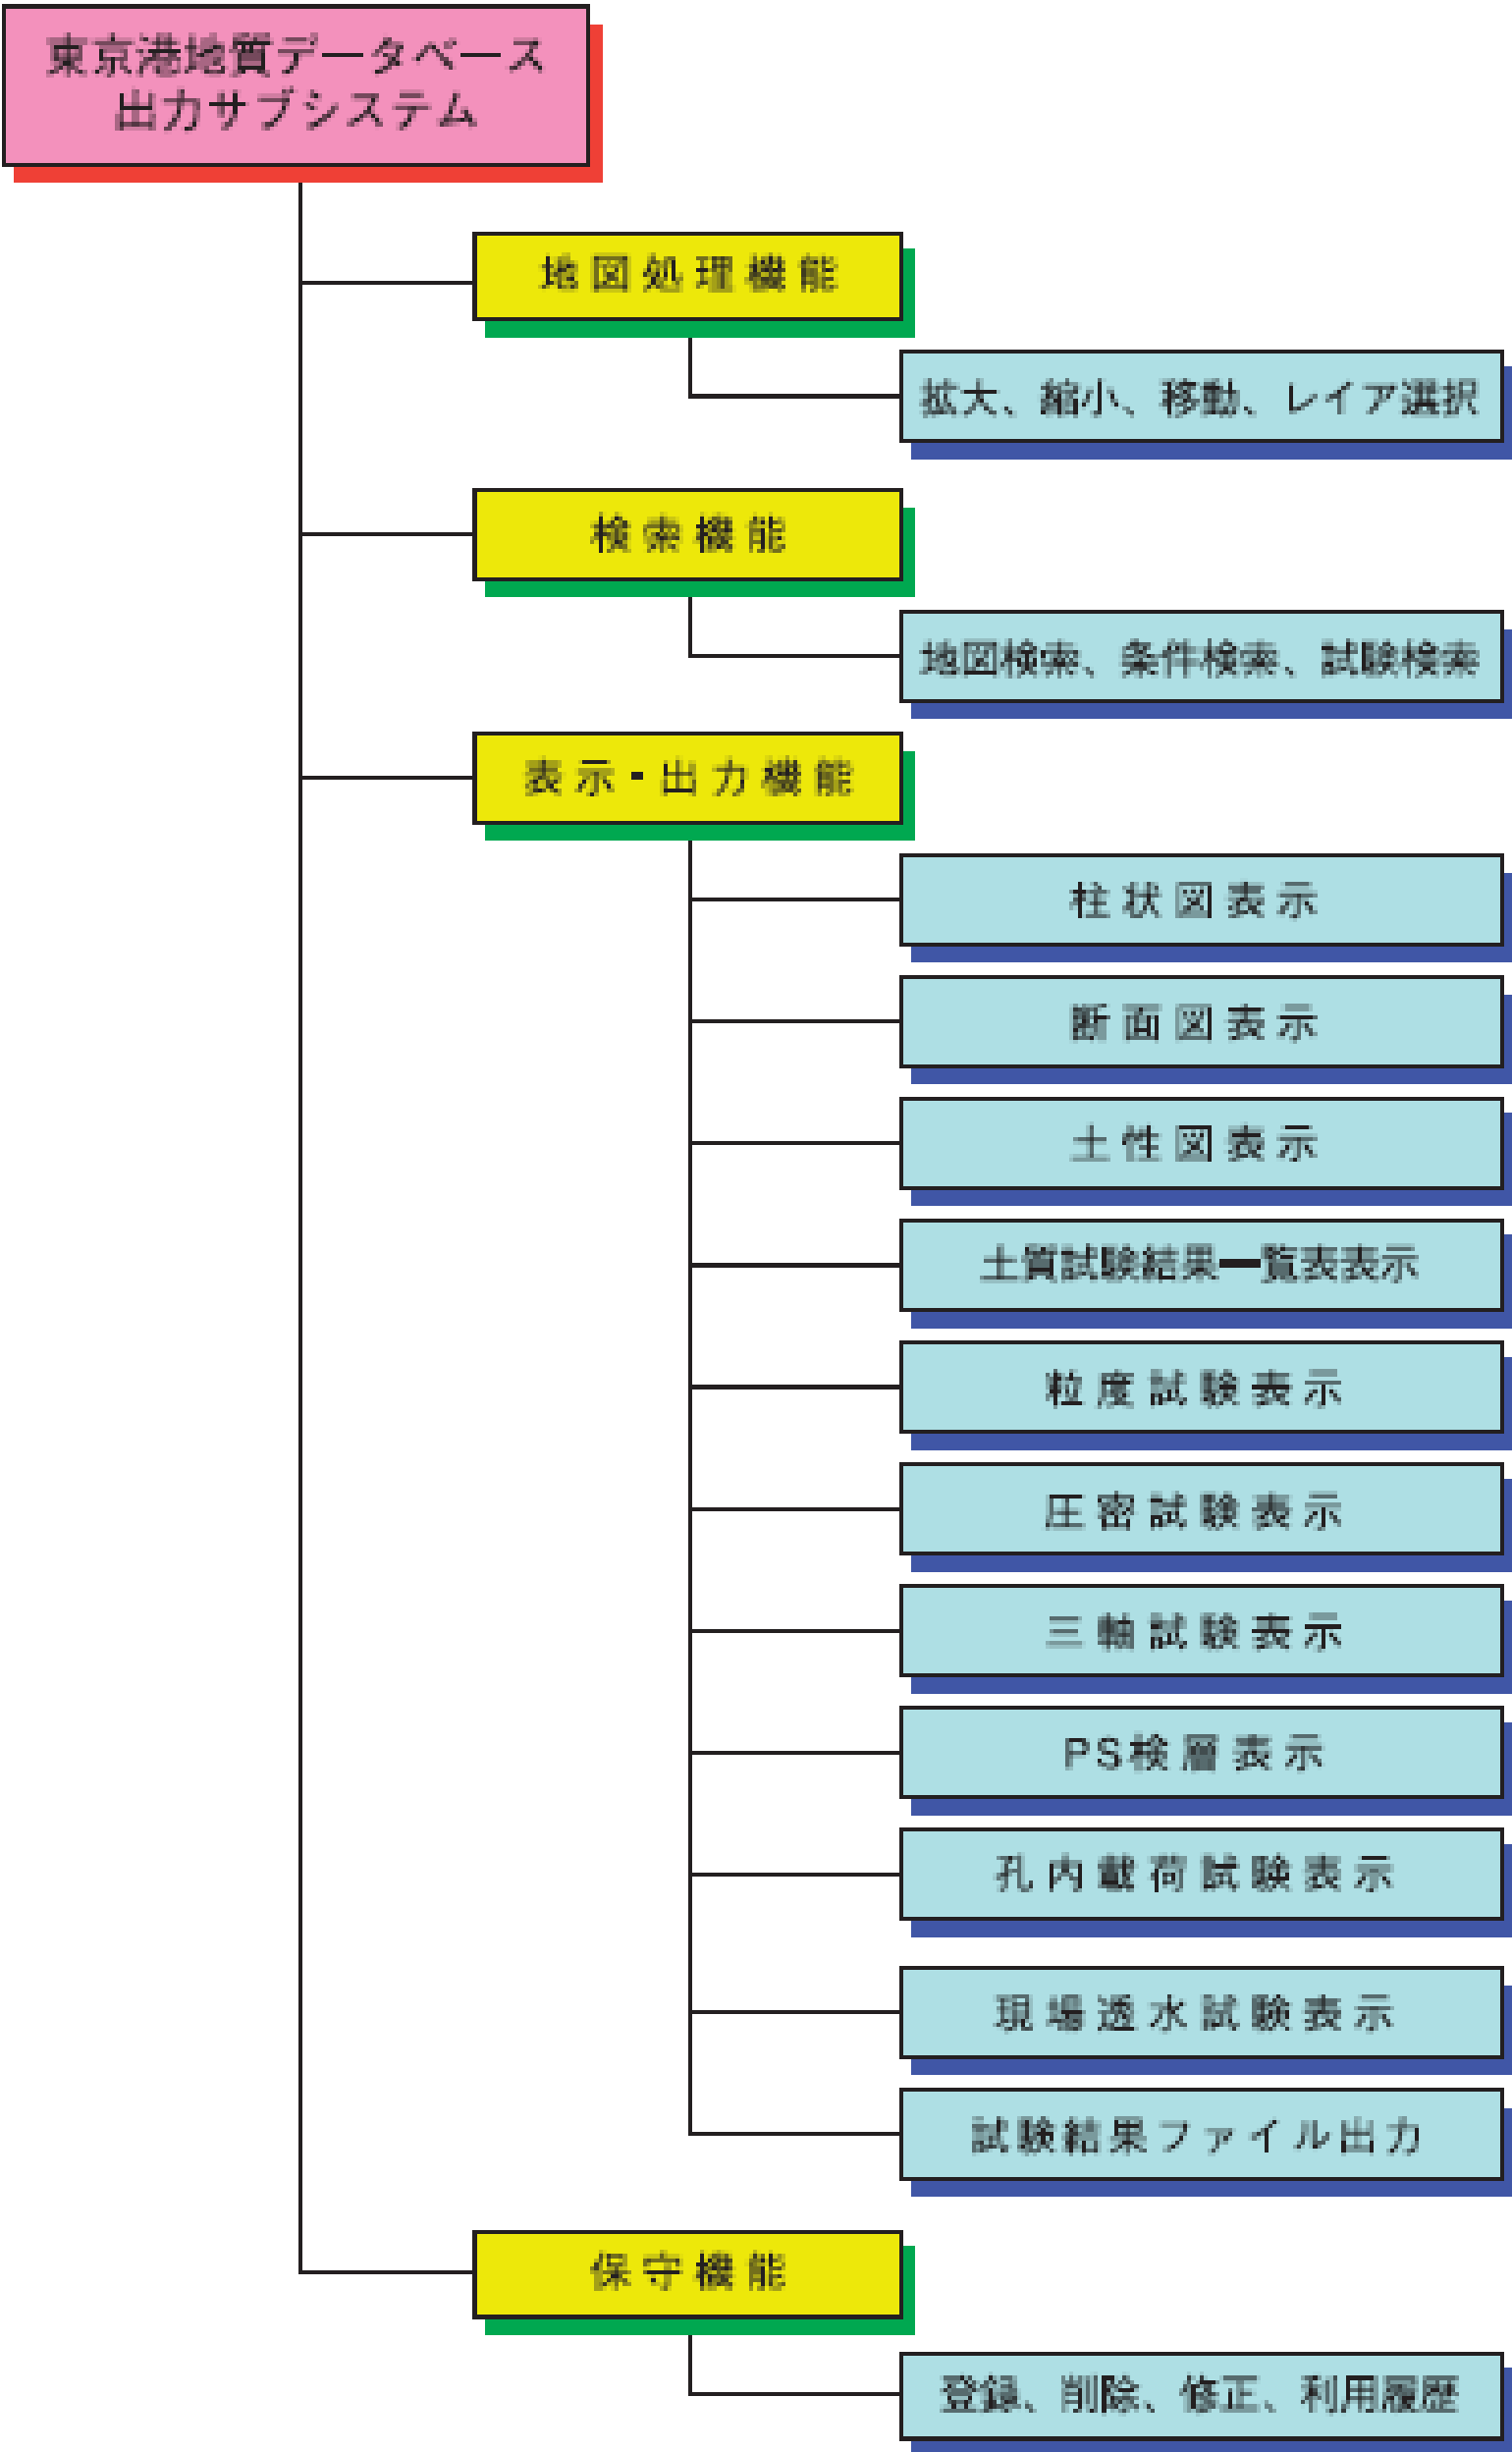 東京港地質データベース
出力サブシステム
地図処理機能
拡大、縮小、移動、レイア選択
検索機能
地図検索、条件検索、試験検索
表示・出力機能
柱状図表示
断面図表示
土性図表示
土質試験結果一覧表表示
粒度試験表示
圧密試験表示
三軸試験表示
PS検層表示
孔内載荷試験表示
現場透水試験表示
試験結果ファイル出力
保守機能
登録、削除、修正、利用履歴